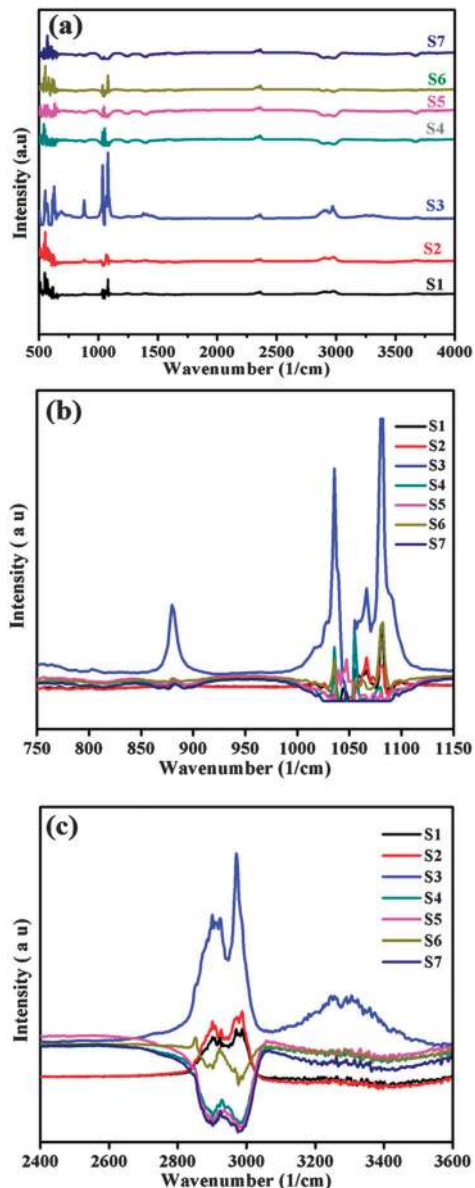 (a)
S7
S6
S5
S4
S3
S2
S1
Intensity (a.u)
500 1000 1500 2000 2500 3000 3500 4000
Wavenumber (1/cm)
(b)
S1
S2
S3
S4
S5
S6
S7
Intensity ( a u)
750 800 850 900 950 1000 1050 1100 1150
Wavenumber (1/cm)
(c)
S1
S2
S3
S4
S5
S6
S7
Intensity ( a u)
2400 2600 2800 3000 3200 3400 3600
Wavenumber (1/cm)